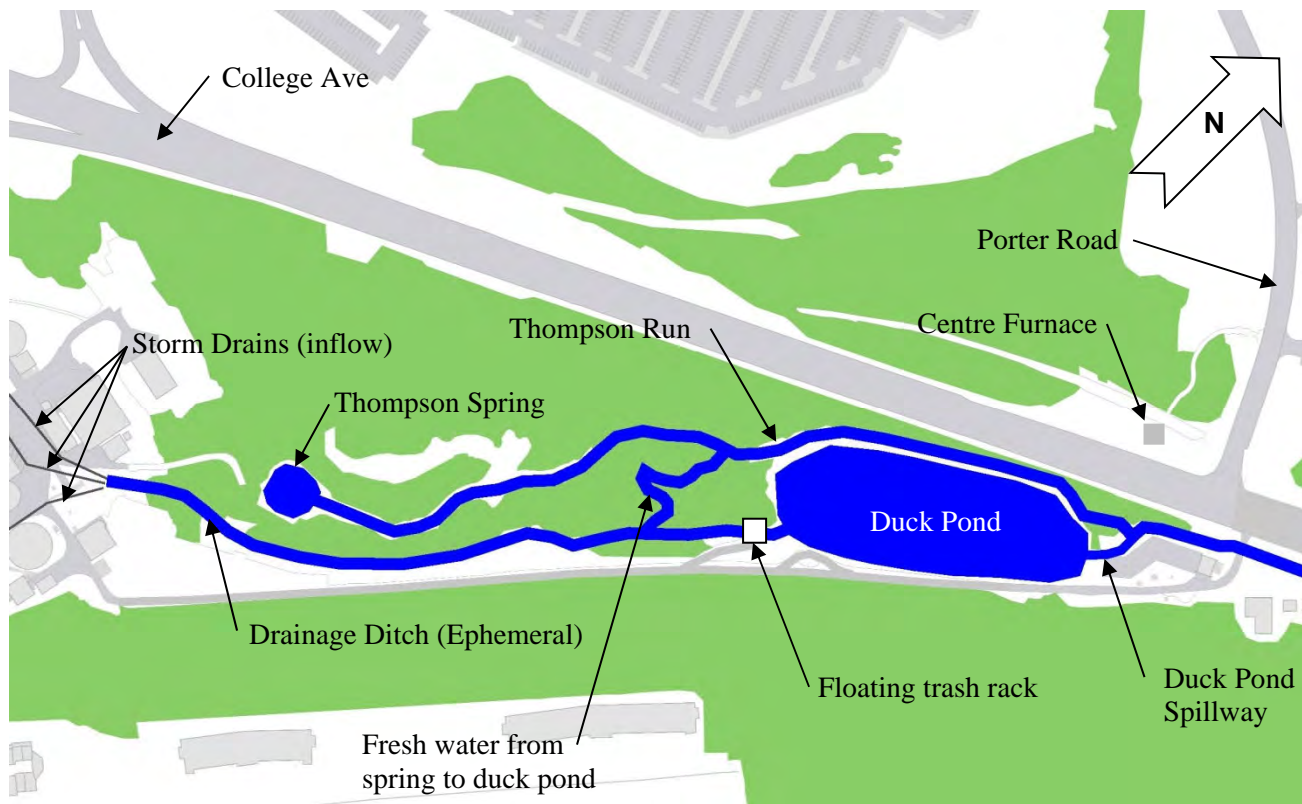 College Ave
N
Porter Road
Thompson Run
Centre Furnace
Storm Drains (inflow)
Thompson Spring
Duck Pond
Drainage Ditch (Ephemeral)
Floating trash rack
Duck Pond
Spillway
Fresh water from
spring to duck pond